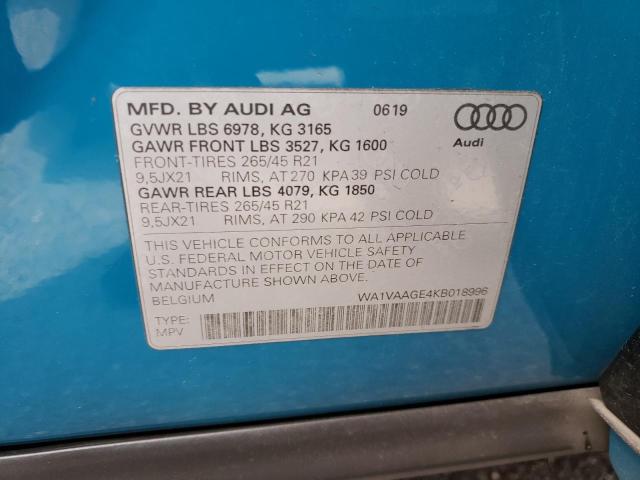 MFD. BY AUDI AG 0619
GVWR LBS 6978, KG 3165
GAWR FRONT LBS 3527, KG 1600
FRONT-TIRES 265/45 R21
9,5JX21 RIMS, AT 270 KPA 39 PSI COLD
GAWR REAR LBS 4079, KG 1850
REAR-TIRES 265/45 R21
9,5JX21 RIMS, AT 290 KPA 42 PSI COLD
THIS VEHICLE CONFORMS TO ALL APPLICABLE
U.S. FEDERAL MOTOR VEHICLE SAFETY
STANDARDS IN EFFECT ON THE DATE OF
MANUFACTURE SHOWN ABOVE.
BELGIUM WA1VAAGE4KB018996
TYPE:
MPV
Audi